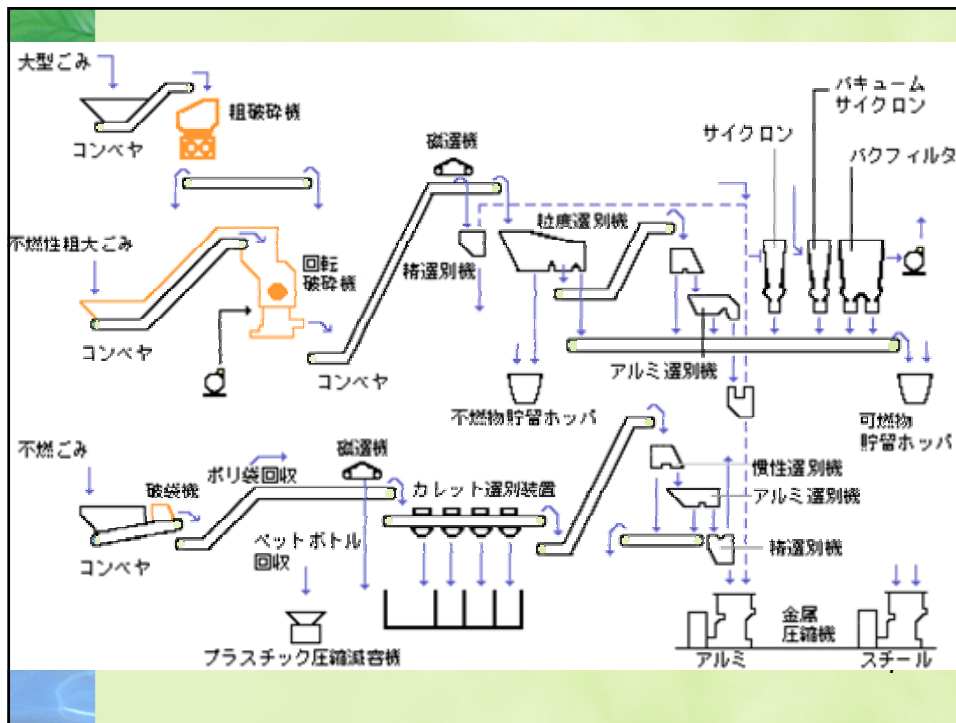 大型ごみ
粗破砕機
コンベヤ
磁選機
サイクロン
バキューム
サイクロン
バクフィルタ
不燃性粗大ごみ
回転
破砕機
精選別機
粒度選別機
コンベヤ
コンベヤ
アルミ選別機
不燃物貯留ホッパ
可燃物
貯留ホッパ
不燃ごみ
破袋機
ポリ袋回収
磁選機
カレット選別装置
慣性選別機
アルミ選別機
精選別機
コンベヤ
ペットボトル
回収
プラスチック圧縮減容機
金属
圧縮機
アルミ
スチール